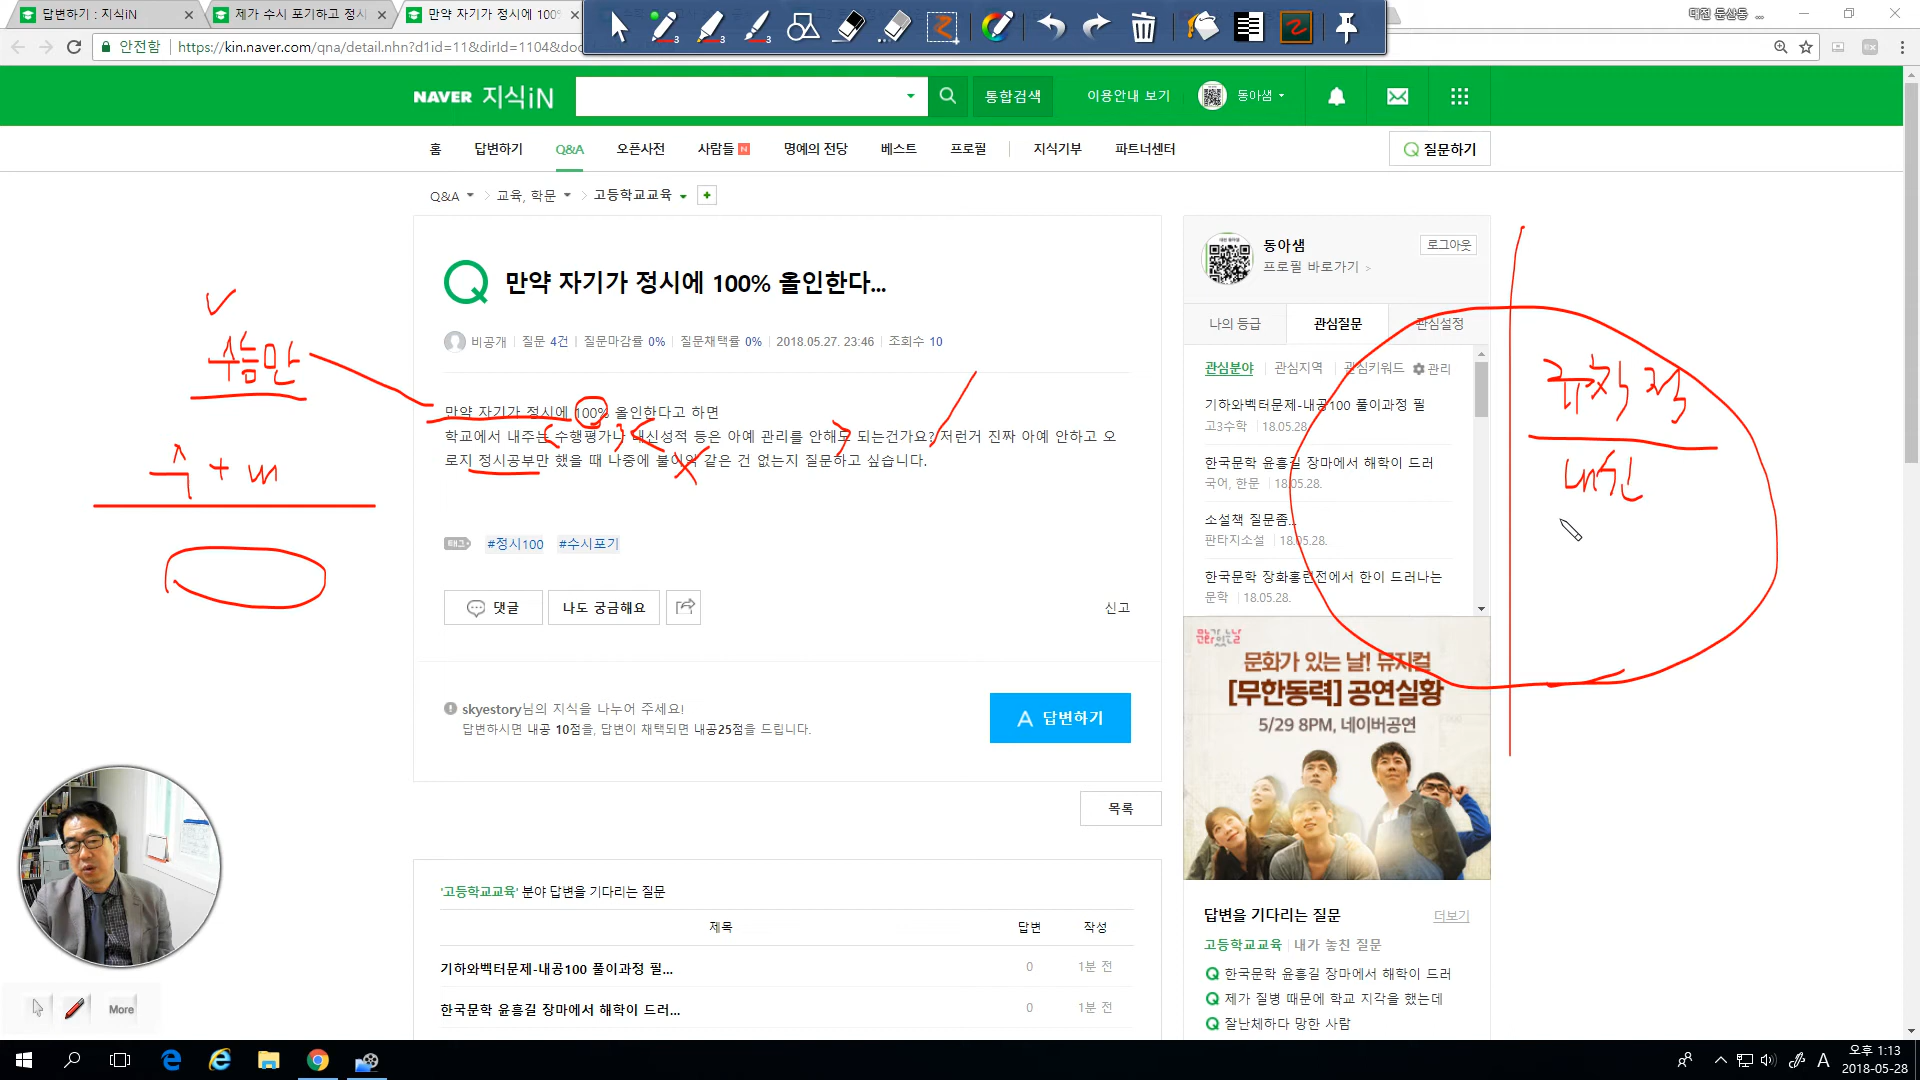 답변하기 : 지식iN
제가 수시 포기하고 정시
만약 자기가 정시에 100%
대전 둔산동 ...
안전함 | https://kin.naver.com/qna/detail.nhn?d1id=11&dirId=1104&doc
NAVER 지식iN
통합검색
이용안내 보기
동아샘
홈 답변하기 Q&A 오픈사전 사람들 N 명예의 전당 베스트 프로필 지식기부 파트너센터
질문하기
Q&A > 교육, 학문 > 고등학교교육
만약 자기가 정시에 100% 올인한다...
비공개 질문 4건 질문마감률 0% 질문채택률 0% 2018.05.27. 23:46 조회수 10
만약 자기가 정시에 100% 올인한다고 하면
학교에서 내주는 수행평가나 내신성적 등은 아예 관리를 안해도 되는건가요? 저런거 진짜 아예 안하고 오
로지 정시공부만 했을 때 나중에 불이익 같은 건 없는지 질문하고 싶습니다.
태그 #정시100 #수시포기
댓글 나도 궁금해요
신고
skyestory님의 지식을 나누어 주세요!
답변하시면 내공 10점을, 답변이 채택되면 내공25점을 드립니다.
답변하기
목록
'고등학교교육' 분야 답변을 기다리는 질문
제목 답변 작성
기하와벡터문제-내공100 풀이과정 필... 0 1분 전
한국문학 윤흥길 장마에서 해학이 드러... 0 1분 전
수능만
수 + m
동아샘
로그아웃
프로필 바로가기 >
나의 등급 관심질문 관심설정
관심분야 관심지역 관심키워드 관리
기하와벡터문제-내공100 풀이과정 필
고3수학 18.05.28.
한국문학 윤흥길 장마에서 해학이 드러
국어, 한문 18.05.28.
소설책 질문좀...
판타지소설 18.05.28.
한국문학 장화홍련전에서 한이 드러나는
문학 18.05.28.
내신
문화가 있는 날! 뮤지컬
[무한동력] 공연실황
5/29 8PM, 네이버공연
답변을 기다리는 질문
더보기
고등학교교육 내가 놓친 질문
한국문학 윤흥길 장마에서 해학이 드러
제가 질병 때문에 학교 지각을 했는데
잘난체하다 망한 사람
More
A
오후 1:13
2018-05-28